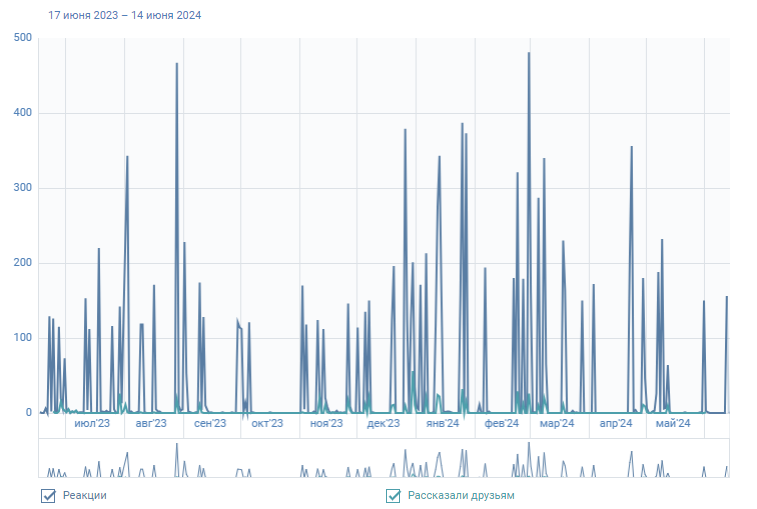 17 июня 2023 – 14 июня 2024
500
400
300
200
100
0
июл'23 авг'23 сен'23 окт'23 ноя'23 дек'23 янв'24 фев'24 мар'24 апр'24 май'24
Реакции Рассказали друзьям